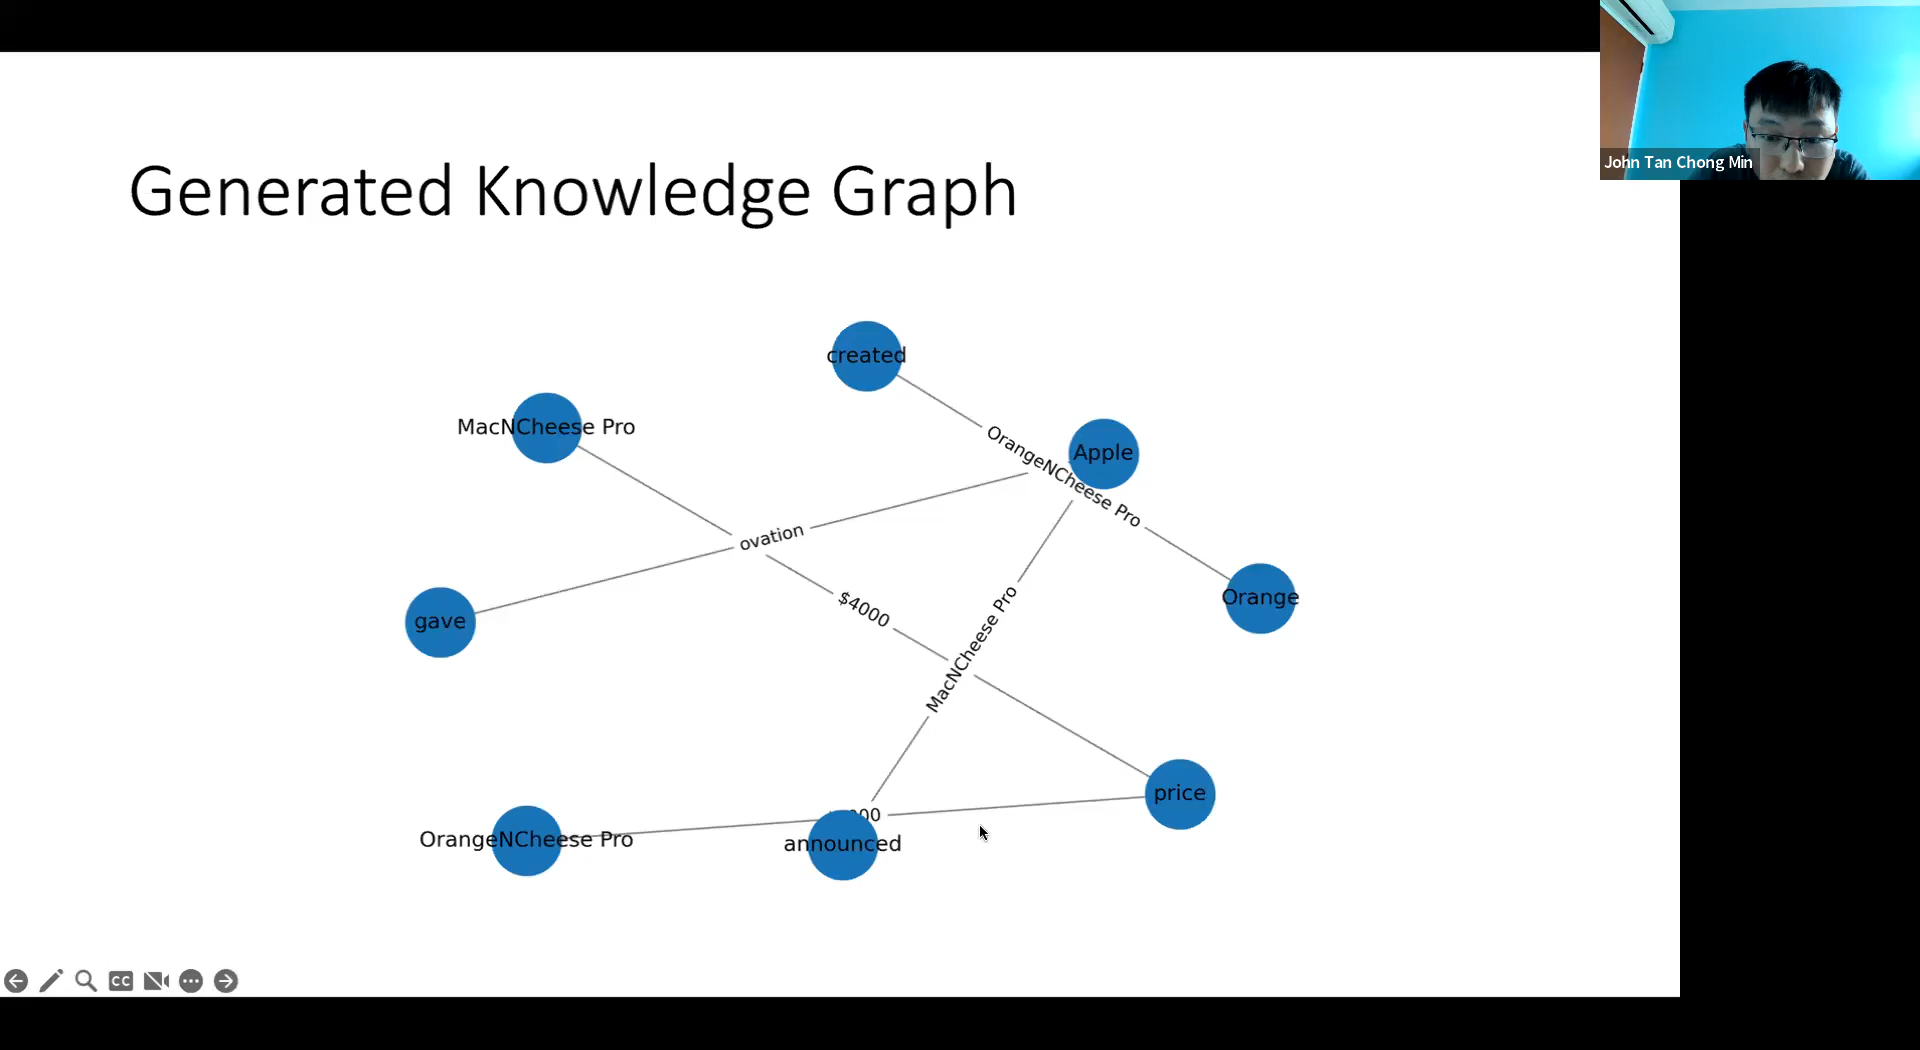 John Tan Chong Min
Generated Knowledge Graph
created
MacNCheese Pro
OrangeNCheese Pro
Apple
ovation
$4000
MacNCheese Pro
Orange
gave
price
OrangeNCheese Pro
announced
CC